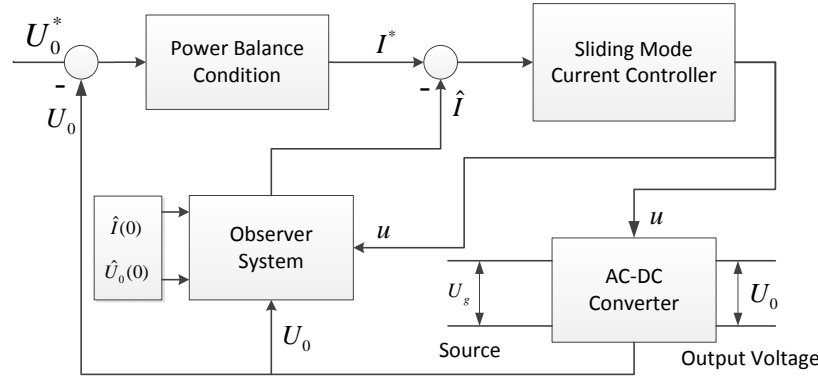 U₀*
Power Balance
Condition
I*
Sliding Mode
Current Controller
-
U₀
-
Î
Î(0)
Û₀(0)
Observer
System
u
u
U_g
AC-DC
Converter
U₀
U₀
Source
Output Voltage